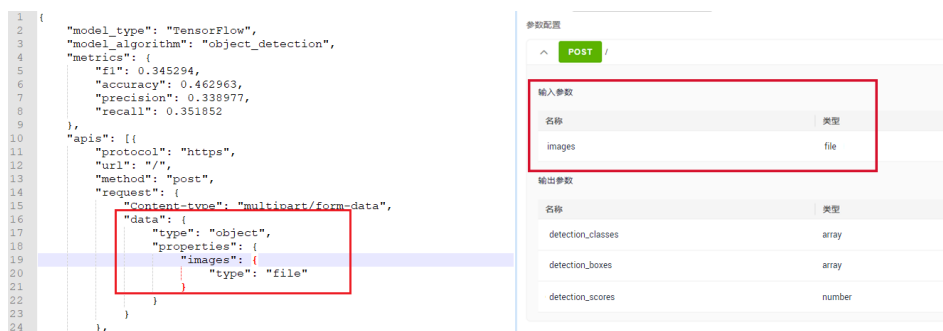 1 {
2 "model_type": "TensorFlow",
3 "model_algorithm": "object_detection",
4 "metrics": {
5 "f1": 0.345294,
6 "accuracy": 0.462963,
7 "precision": 0.338977,
8 "recall": 0.351852
9 },
10 "apis": [{
11 "protocol": "https",
12 "url": "/",
13 "method": "post",
14 "request": {
15 "Content-type": "multipart/form-data",
16 "data": {
17 "type": "object",
18 "properties": {
19 "images": {
20 "type": "file"
21 }
22 }
23 }
24 },
参数配置
POST /
输入参数
名称 类型
images file
输出参数
名称 类型
detection_classes array
detection_boxes array
detection_scores number